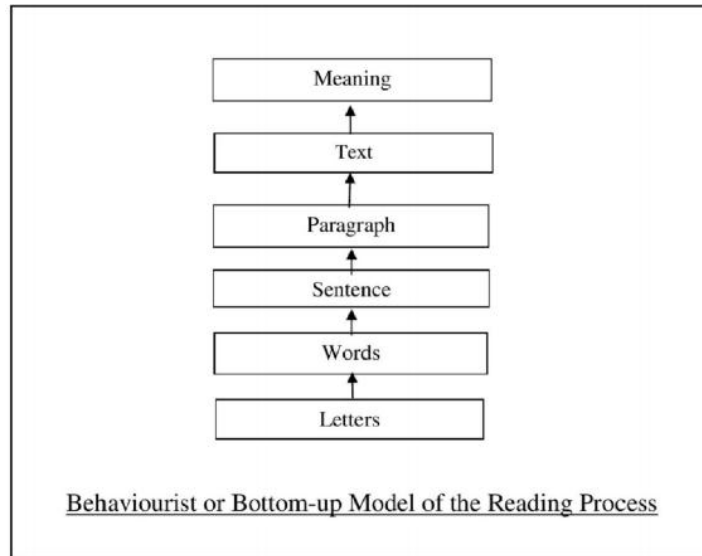 Meaning
Text
Paragraph
Sentence
Words
Letters
Behaviourist or Bottom-up Model of the Reading Process